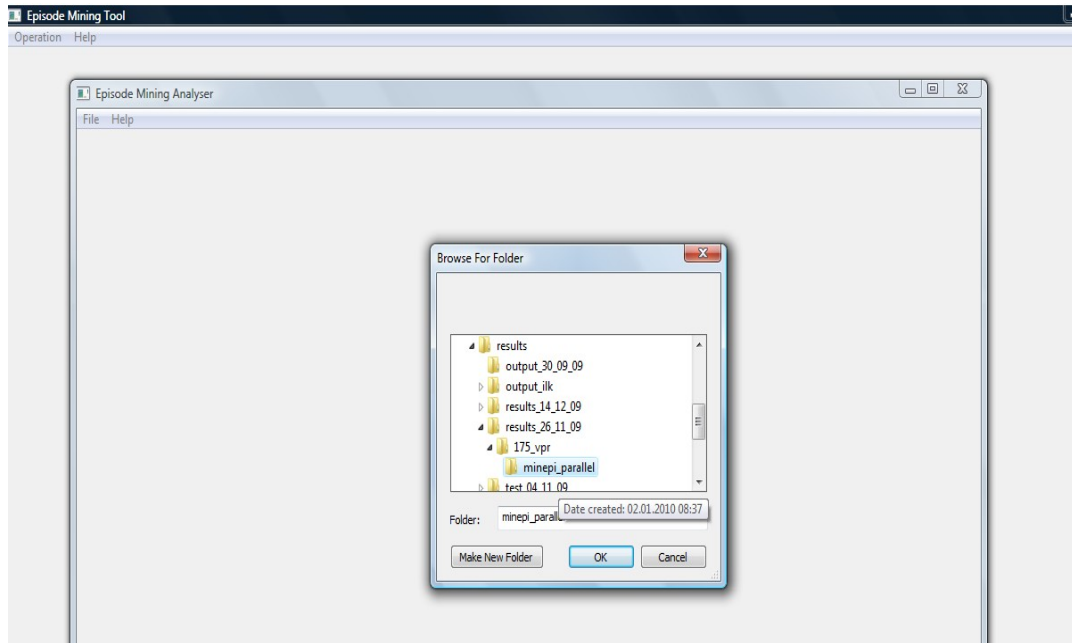 Episode Mining Tool
Operation Help
Episode Mining Analyser
File Help
Browse For Folder
results
output_30_09_09
output_ilk
results_14_12_09
results_26_11_09
175_vpr
minepi_parallel
test_04_11_09
Date created: 02.01.2010 08:37
Folder: minepi_paralle
Make New Folder OK Cancel